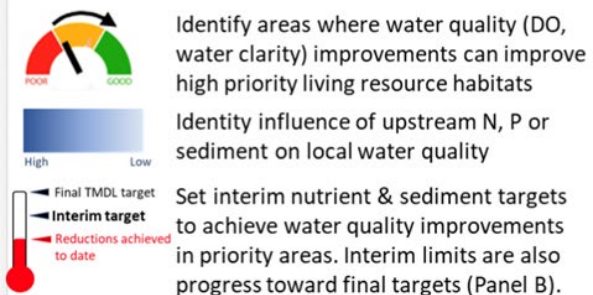 Identify areas where water quality (DO,
water clarity) improvements can improve
high priority living resource habitats
POOR GOOD
Identity influence of upstream N, P or
sediment on local water quality
High Low
Final TMDL target
Interim target
Reductions achieved
to date
Set interim nutrient & sediment targets
to achieve water quality improvements
in priority areas. Interim limits are also
progress toward final targets (Panel B).